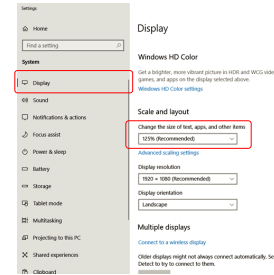 Settings
Home
Find a setting
System
Display
Sound
Notifications & actions
Focus assist
Power & sleep
Battery
Storage
Tablet mode
Multitasking
Projecting to this PC
Shared experiences
Clipboard
Display
Windows HD Color
Get a brighter, more vibrant picture in HDR and WCG vide
games, and apps on the display selected above.
Windows HD Color settings
Scale and layout
Change the size of text, apps, and other items
125% (Recommended)
Advanced scaling settings
Display resolution
1920 × 1080 (Recommended)
Display orientation
Landscape
Multiple displays
Connect to a wireless display
Older displays might not always connect automatically. Se
Detect to try to connect to them.